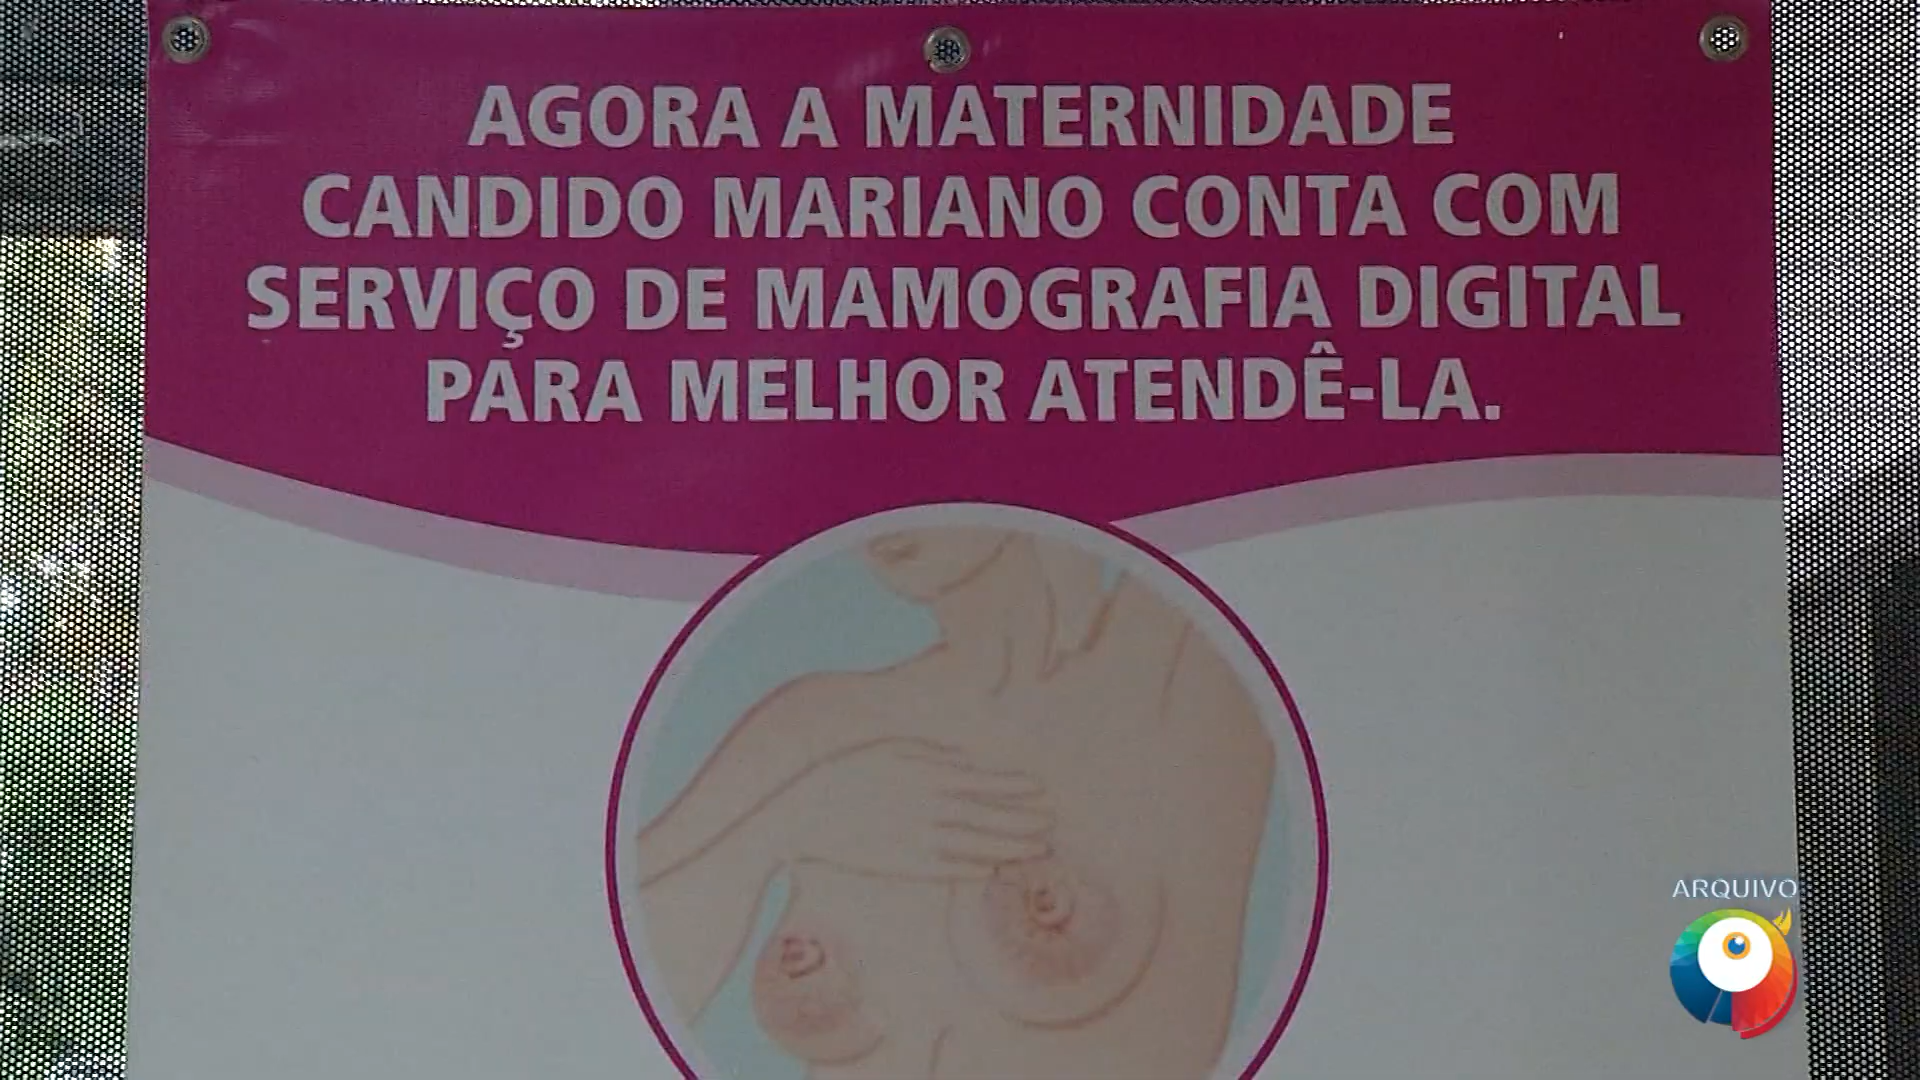 AGORA A MATERNIDADE
CANDIDO MARIANO CONTA COM
SERVIÇO DE MAMOGRAFIA DIGITAL
PARA MELHOR ATENDÊ-LA.
ARQUIVO